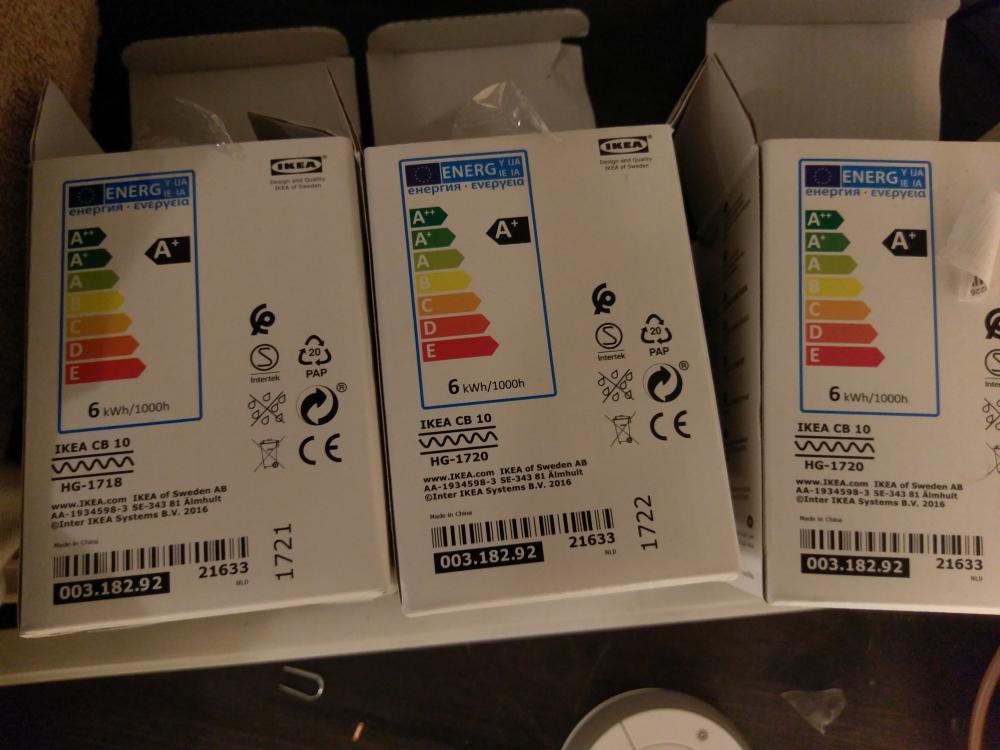 IKEA
Design and Quality
IKEA of Sweden
ENERG Y IJA
IE IA
енергия · ενεργεια
A++
A+
A
B
C
D
E
A+
6 kWh/1000h
Intertek
20
PAP
®
CE
IKEA CB 10
HG-1718
www.IKEA.com IKEA of Sweden AB
AA-1934598-3 SE-343 81 Älmhult
©Inter IKEA Systems B.V. 2016
Made in China
003.182.92
21633
NLD
1721
IKEA
Design and Quality
IKEA of Sweden
ENERG Y IJA
IE IA
енергия · ενεργεια
A++
A+
A
B
C
D
E
A+
6 kWh/1000h
Intertek
20
PAP
®
CE
IKEA CB 10
HG-1720
www.IKEA.com IKEA of Sweden AB
AA-1934598-3 SE-343 81 Älmhult
©Inter IKEA Systems B.V. 2016
Made in China
003.182.92
21633
NLD
1722
ENERG Y IJA
IE IA
енергия · ενεργεια
A++
A+
A
B
C
D
E
A+
6 kWh/1000h
IKEA CB 10
HG-1720
www.IKEA.com IKEA of Sweden AB
AA-1934598-3 SE-343 81 Älmhult
©Inter IKEA Systems B.V. 2016
Made in China
003.182.92
21633
NLD